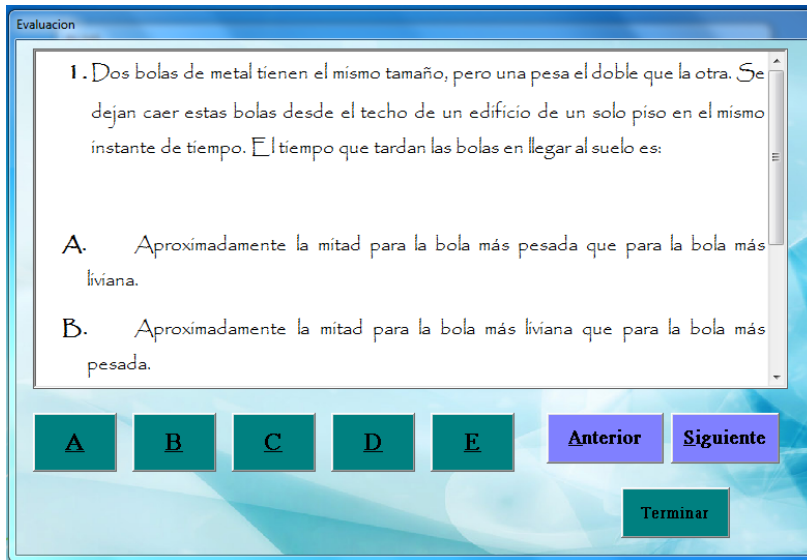 Evaluacion
1. Dos bolas de metal tienen el mismo tamaño, pero una pesa el doble que la otra. Se
dejan caer estas bolas desde el techo de un edificio de un solo piso en el mismo
instante de tiempo. El tiempo que tardan las bolas en llegar al suelo es:
A. Aproximadamente la mitad para la bola más pesada que para la bola más
liviana.
B. Aproximadamente la mitad para la bola más liviana que para la bola más
pesada.
A B C D E Anterior Siguiente
Terminar